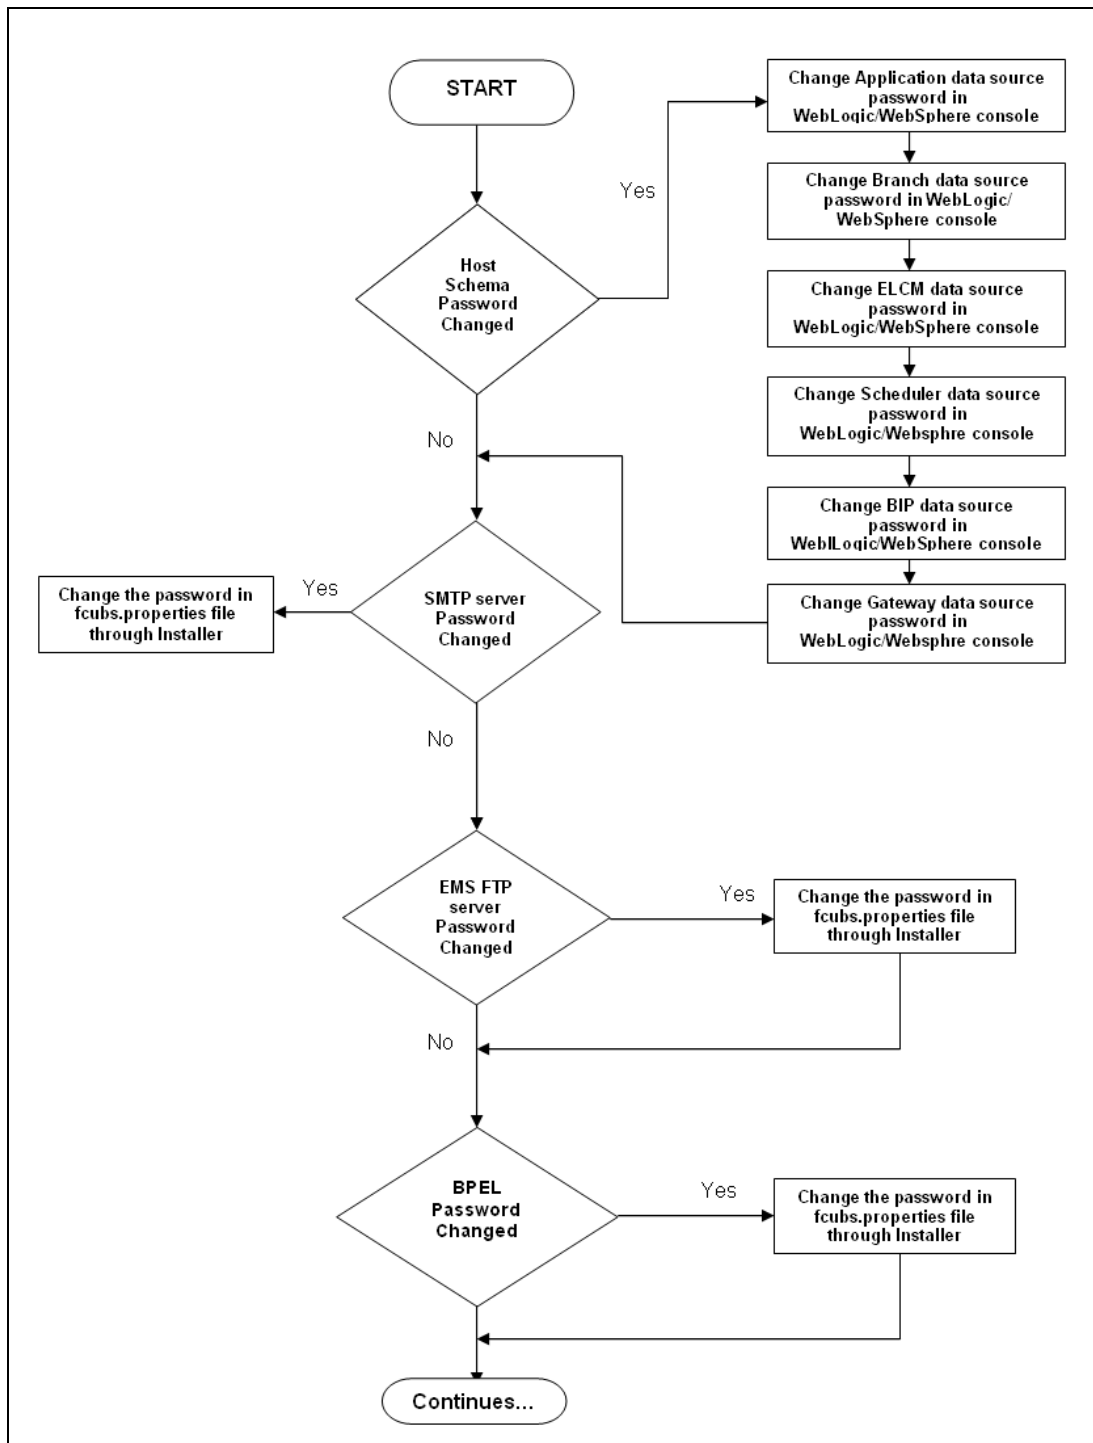 START
Change Application data source
password in
WebLogic/WebSphere console
Yes
Change Branch data source
password in WebLogic/
WebSphere console
Host
Schema
Password
Changed
Change ELCM data source
password in
WebLogic/WebSphere console
Change Scheduler data source
password in
WebLogic/Websphre console
No
Change BIP data source
password in
WeblLogic/WebSphere console
Yes
Change the password in
fcubs.properties file
through Installer
SMTP server
Password
Changed
Change Gateway data source
password in
WebLogic/Websphre console
No
EMS FTP
server
Password
Changed
Yes
Change the password in
fcubs.properties file
through Installer
No
BPEL
Password
Changed
Yes
Change the password in
fcubs.properties file
through Installer
Continues...